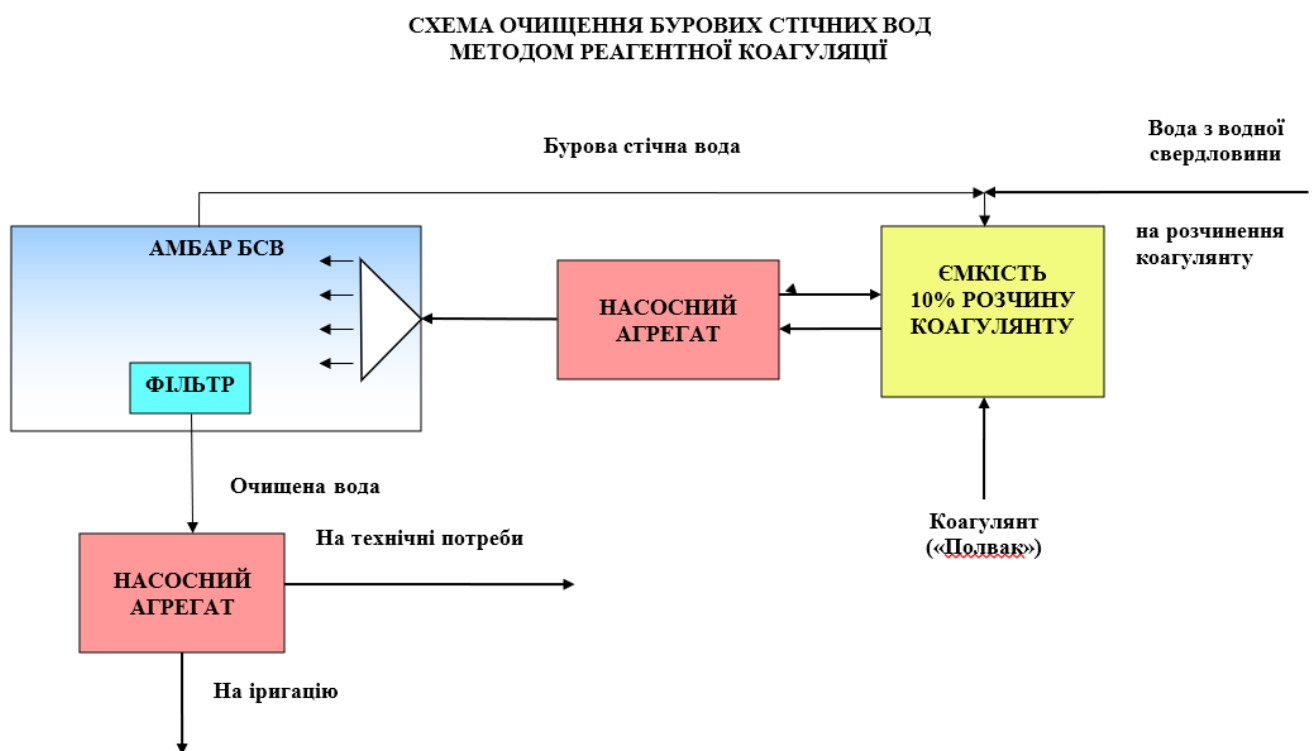 СХЕМА ОЧИЩЕННЯ БУРОВИХ СТІЧНИХ ВОД
МЕТОДОМ РЕАГЕНТНОЇ КОАГУЛЯЦІЇ
Бурова стічна вода
Вода з водної
свердловини
на розчинення
коагулянту
АМБАР БСВ
НАСОСНИЙ
АГРЕГАТ
ЄМКІСТЬ
10% РОЗЧИНУ
КОАГУЛЯНТУ
ФІЛЬТР
Очищена вода
Коагулянт
(«Полвак»)
На технічні потреби
НАСОСНИЙ
АГРЕГАТ
На іригацію